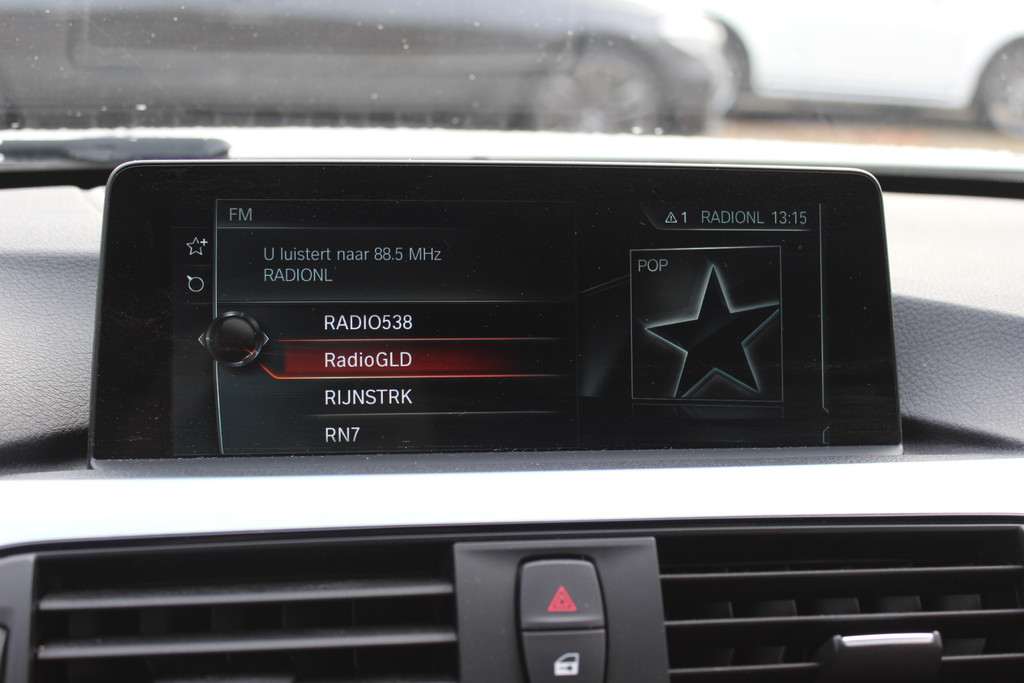 FM
1 RADIONL 13:15
U luistert naar 88.5 MHz
RADIONL
POP
RADIO538
RadioGLD
RIJNSTRK
RN7